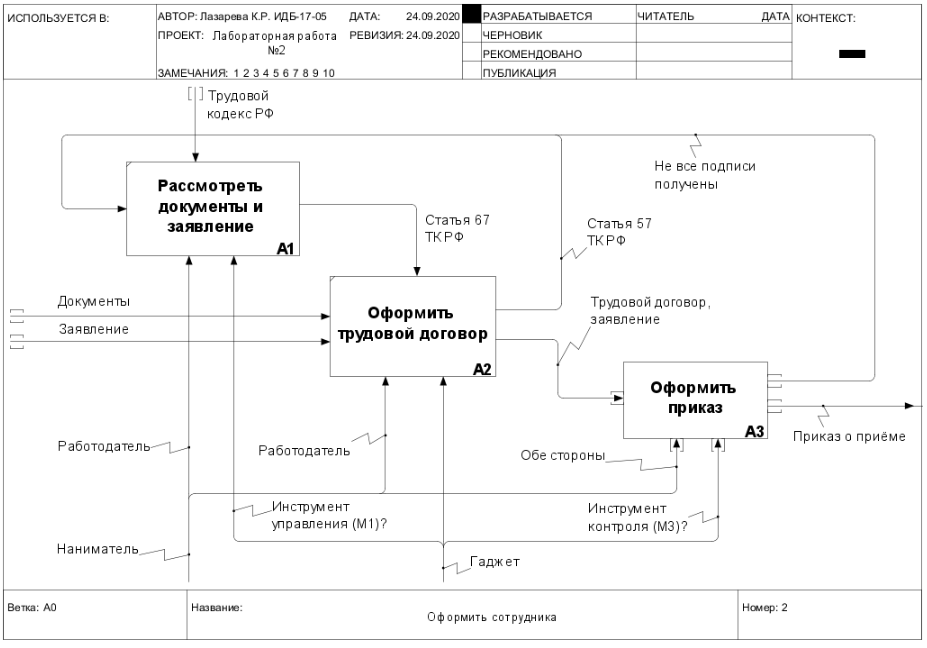 ИСПОЛЬЗУЕТСЯ В:
АВТОР: Лазарева К.Р. ИДБ-17-05
ДАТА: 24.09.2020
РАЗРАБАТЫВАЕТСЯ
ЧИТАТЕЛЬ
ДАТА
КОНТЕКСТ:
ПРОЕКТ: Лабораторная работа
№2
РЕВИЗИЯ: 24.09.2020
ЧЕРНОВИК
РЕКОМЕНДОВАНО
ЗАМЕЧАНИЯ: 1 2 3 4 5 6 7 8 9 10
ПУБЛИКАЦИЯ
Трудовой
кодекс РФ
Не все подписи
получены
Рассмотреть
документы и
заявление
A1
Статья 67
ТК РФ
Статья 57
ТК РФ
Документы
Заявление
Оформить
трудовой договор
A2
Трудовой договор,
заявление
Оформить
приказ
A3
Приказ о приёме
Работодатель
Работодатель
Обе стороны
Инструмент
управления (М1)?
Инструмент
контроля (М3)?
Наниматель
Гаджет
Ветка: A0
Название:
Оформить сотрудника
Номер: 2